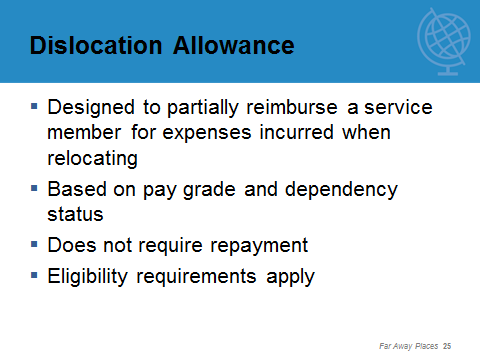 Dislocation Allowance
▪ Designed to partially reimburse a service
member for expenses incurred when
relocating
▪ Based on pay grade and dependency
status
▪ Does not require repayment
▪ Eligibility requirements apply
Far Away Places 25